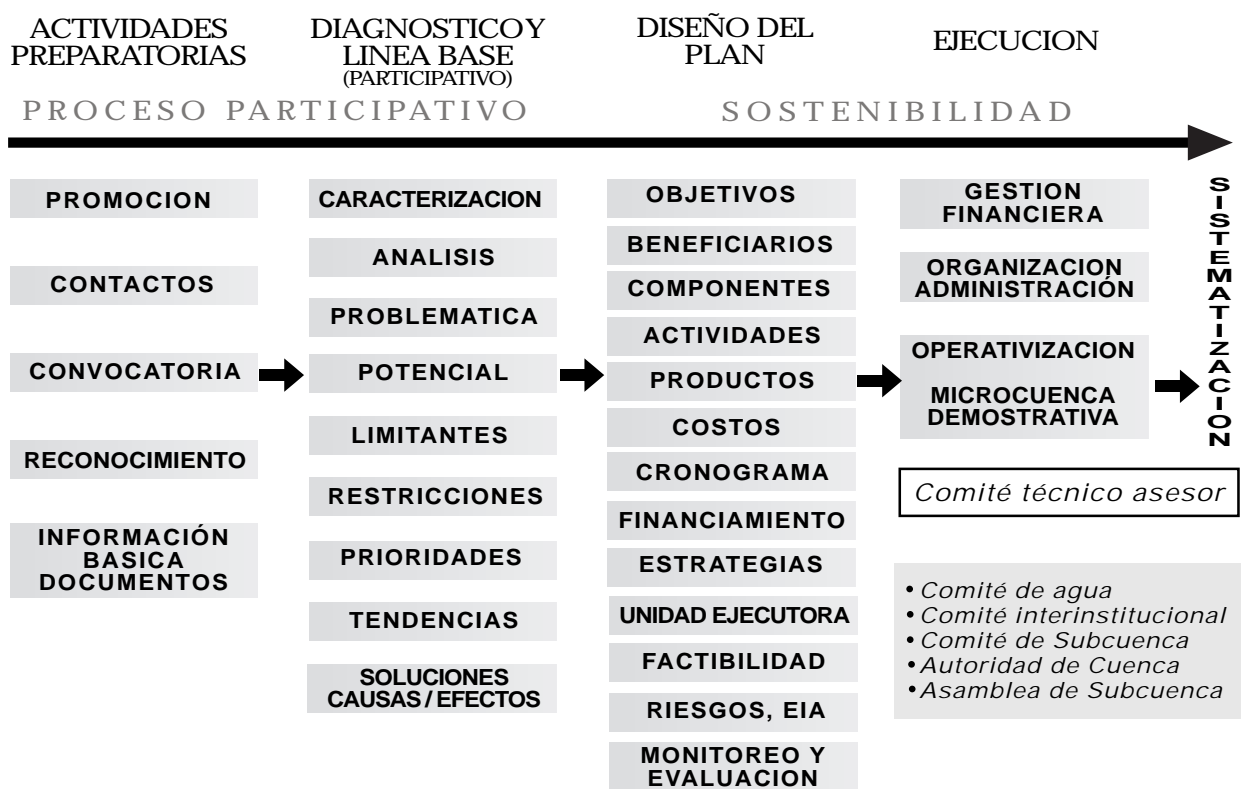 ACTIVIDADES
PREPARATORIAS
DIAGNOSTICO Y
LINEA BASE
(PARTICIPATIVO)
DISEÑO DEL
PLAN
EJECUCION
PROCESO PARTICIPATIVO
SOSTENIBILIDAD
PROMOCION
CONTACTOS
CONVOCATORIA
RECONOCIMIENTO
INFORMACIÓN
BASICA
DOCUMENTOS
CARACTERIZACION
ANALISIS
PROBLEMATICA
POTENCIAL
LIMITANTES
RESTRICCIONES
PRIORIDADES
TENDENCIAS
SOLUCIONES
CAUSAS / EFECTOS
OBJETIVOS
BENEFICIARIOS
COMPONENTES
ACTIVIDADES
PRODUCTOS
COSTOS
CRONOGRAMA
FINANCIAMIENTO
ESTRATEGIAS
UNIDAD EJECUTORA
FACTIBILIDAD
RIESGOS, EIA
MONITOREO Y
EVALUACION
GESTION
FINANCIERA
ORGANIZACION
ADMINISTRACIÓN
OPERATIVIZACION
MICROCUENCA
DEMOSTRATIVA
Comité técnico asesor
• Comité de agua
• Comité interinstitucional
• Comité de Subcuenca
• Autoridad de Cuenca
• Asamblea de Subcuenca
SISTEMATIZACION